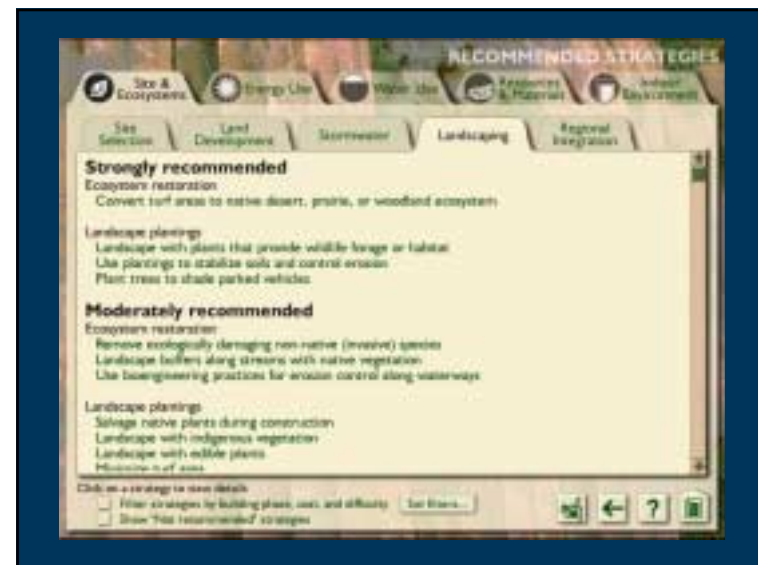 RECOMMENDED STRATEGIES
Site & Ecosystems
Energy Use
Water Use
Resources & Materials
Indoor Environment
Site Selection
Land Development
Stormwater
Landscaping
Regional Integration
Strongly recommended
Ecosystem restoration
Convert turf areas to native desert, prairie, or woodland ecosystem
Landscape plantings
Landscape with plants that provide wildlife forage or habitat
Use plantings to stabilize soils and control erosion
Plant trees to shade parked vehicles
Moderately recommended
Ecosystem restoration
Remove ecologically damaging non-native (invasive) species
Landscape buffers along streams with native vegetation
Use bioengineering practices for erosion control along waterways
Landscape plantings
Salvage native plants during construction
Landscape with indigenous vegetation
Landscape with edible plants
Minimize turf area
Click on a strategy to view details
Filter strategies by building phase, cost, and difficulty
Set filters...
Show "Not recommended" strategies
?